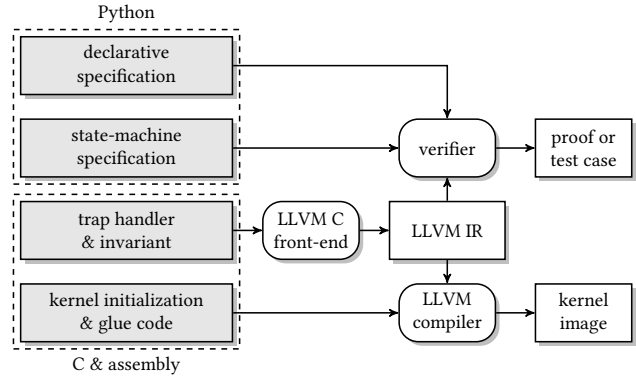 Python
declarative
specification
state-machine
specification
verifier
proof or
test case
trap handler
& invariant
LLVM C
front-end
LLVM IR
kernel initialization
& glue code
LLVM
compiler
kernel
image
C & assembly